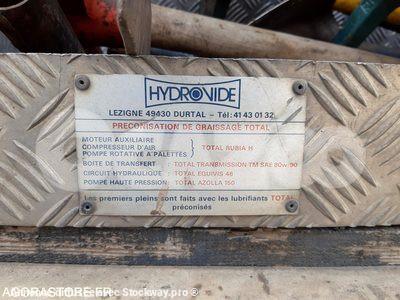 HYDROVIDE
LEZIGNE 49430 DURTAL - Tél: 41 43 01 32
PRECONISATION DE GRAISSAGE TOTAL
MOTEUR AUXILIAIRE
COMPRESSEUR D'AIR
POMPE ROTATIVE A PALETTES
TOTAL RUBIA H
BOITE DE TRANSFERT : TOTAL TRANSMISSION TM SAE 80w/90
CIRCUIT HYDRAULIQUE : TOTAL EQUIVIS 46
POMPE HAUTE PRESSION: TOTAL AZOLLA 150
Les premiers pleins sont faits avec les lubrifiants TOTAL
préconisés
AGORASTORE.FR
avec Stockway.pro ®